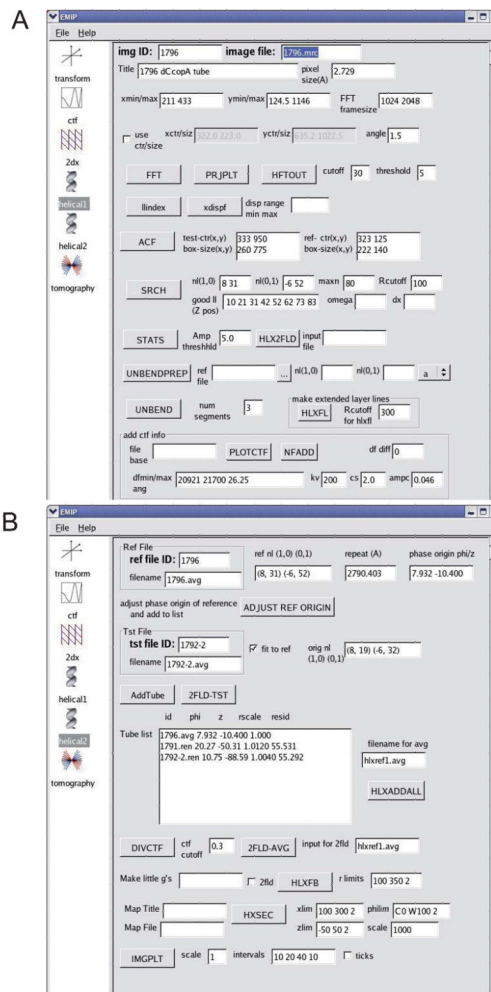 A
EMIP
File Help
transform
ctf
2dx
helical1
helical2
tomography
img ID: 1796 image file: 1796.mrc
Title 1796 dCcopA tube pixel size(A) 2.729
xmin/max 211 433 ymin/max 124.5 1146 FFT framesize 1024 2048
use ctr/size xctr/siz 322.0 223.0 yctr/siz 635.2 1022.5 angle 1.5
FFT PRJPLT HFTOUT cutoff 30 threshold 5
llindex xdispf disp range min max
ACF test-ctr(x,y) 333 950 ref- ctr(x,y) 323 125
box-size(x,y) 260 775 box-size(x,y) 222 140
SRCH nl(1,0) 8 31 nl(0,1) -6 52 maxn 80 Rcutoff 100
good ll (Z pos) 10 21 31 42 52 62 73 83 omega dx
STATS Amp threshhld 5.0 HLX2FLD input file
UNBENDPREP ref file ... nl(1,0) nl(0,1) a
UNBEND num segments 3 make extended layer lines
HLXFL Rcutoff for hlxfl 300
add ctf info
file base PLOTCTF NFADD df diff 0
dfmin/max ang 20921 21700 26.25 kv 200 cs 2.0 ampc 0.046
B
EMIP
File Help
transform
ctf
2dx
helical1
helical2
tomography
Ref File
ref file ID: 1796 ref nl (1,0) (0,1) repeat (A) phase origin phi/z
filename 1796.avg (8, 31) (-6, 52) 2790.403 7.932 -10.400
adjust phase origin of reference and add to list ADJUST REF ORIGIN
Tst File
tst file ID: 1792-2 fit to ref orig nl (1,0) (0,1) (8, 19) (-6, 32)
filename 1792-2.avg
AddTube 2FLD-TST
id phi z rscale resid
Tube list 1796.avg 7.932 -10.400 1.000
1791.ren 20.27 -50.31 1.0120 55.531
1792-2.ren 10.75 -88.59 1.0040 55.292
filename for avg
hlxref1.avg
HLXADDALL
DIVCTF ctf cutoff 0.3 2FLD-AVG input for 2fld hlxref1.avg
Make little g's 2fld HLXFB r limits 100 350 2
Map Title HXSEC xlim 100 300 2 philim C0 W100 2
Map File zlim -50 50 2 scale 1000
IMGPLT scale 1 intervals 10 20 40 10 ticks